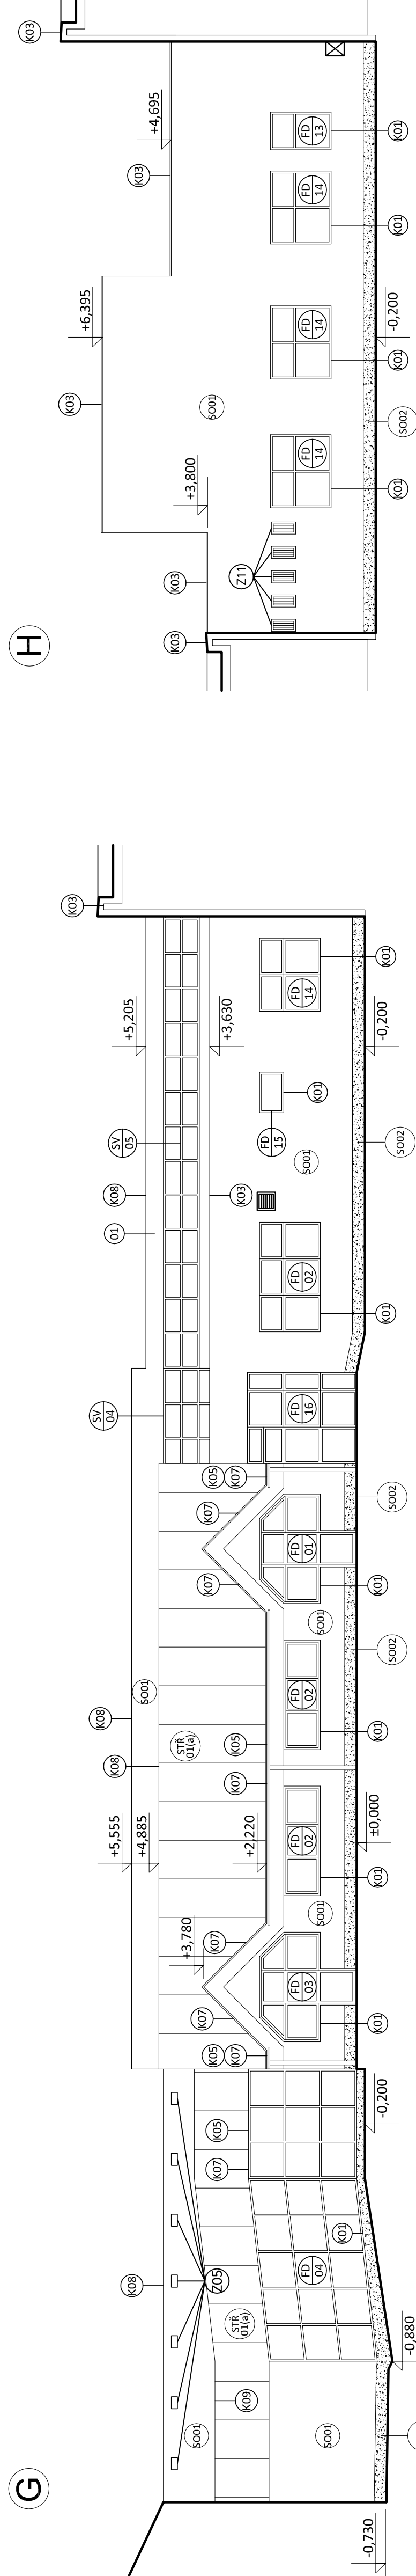 G
K08
K08
K08
+5,555
+4,885
+2,220
+3,780
SO01
STŘ
01(a)
Z05
K09
STŘ
01(a)
SO01
SO01
K07
K05
K07
K05
K07
K07
K07
K05
K07
K07
K07
K05
SV
04
01
K08
SV
05
+5,205
+3,630
K03
K03
FD
04
K01
FD
03
K01
FD
02
K01
FD
02
K01
FD
01
K01
FD
16
FD
02
K01
FD
15
K01
FD
14
K01
SO01
SO01
SO01
SO02
SO02
SO02
-0,730
-0,880
-0,200
±0,000
-0,200
H
K03
K03
K03
K03
K03
+3,800
+6,395
+4,695
SO01
Z11
FD
14
K01
FD
14
K01
FD
14
K01
FD
13
K01
SO02
-0,200